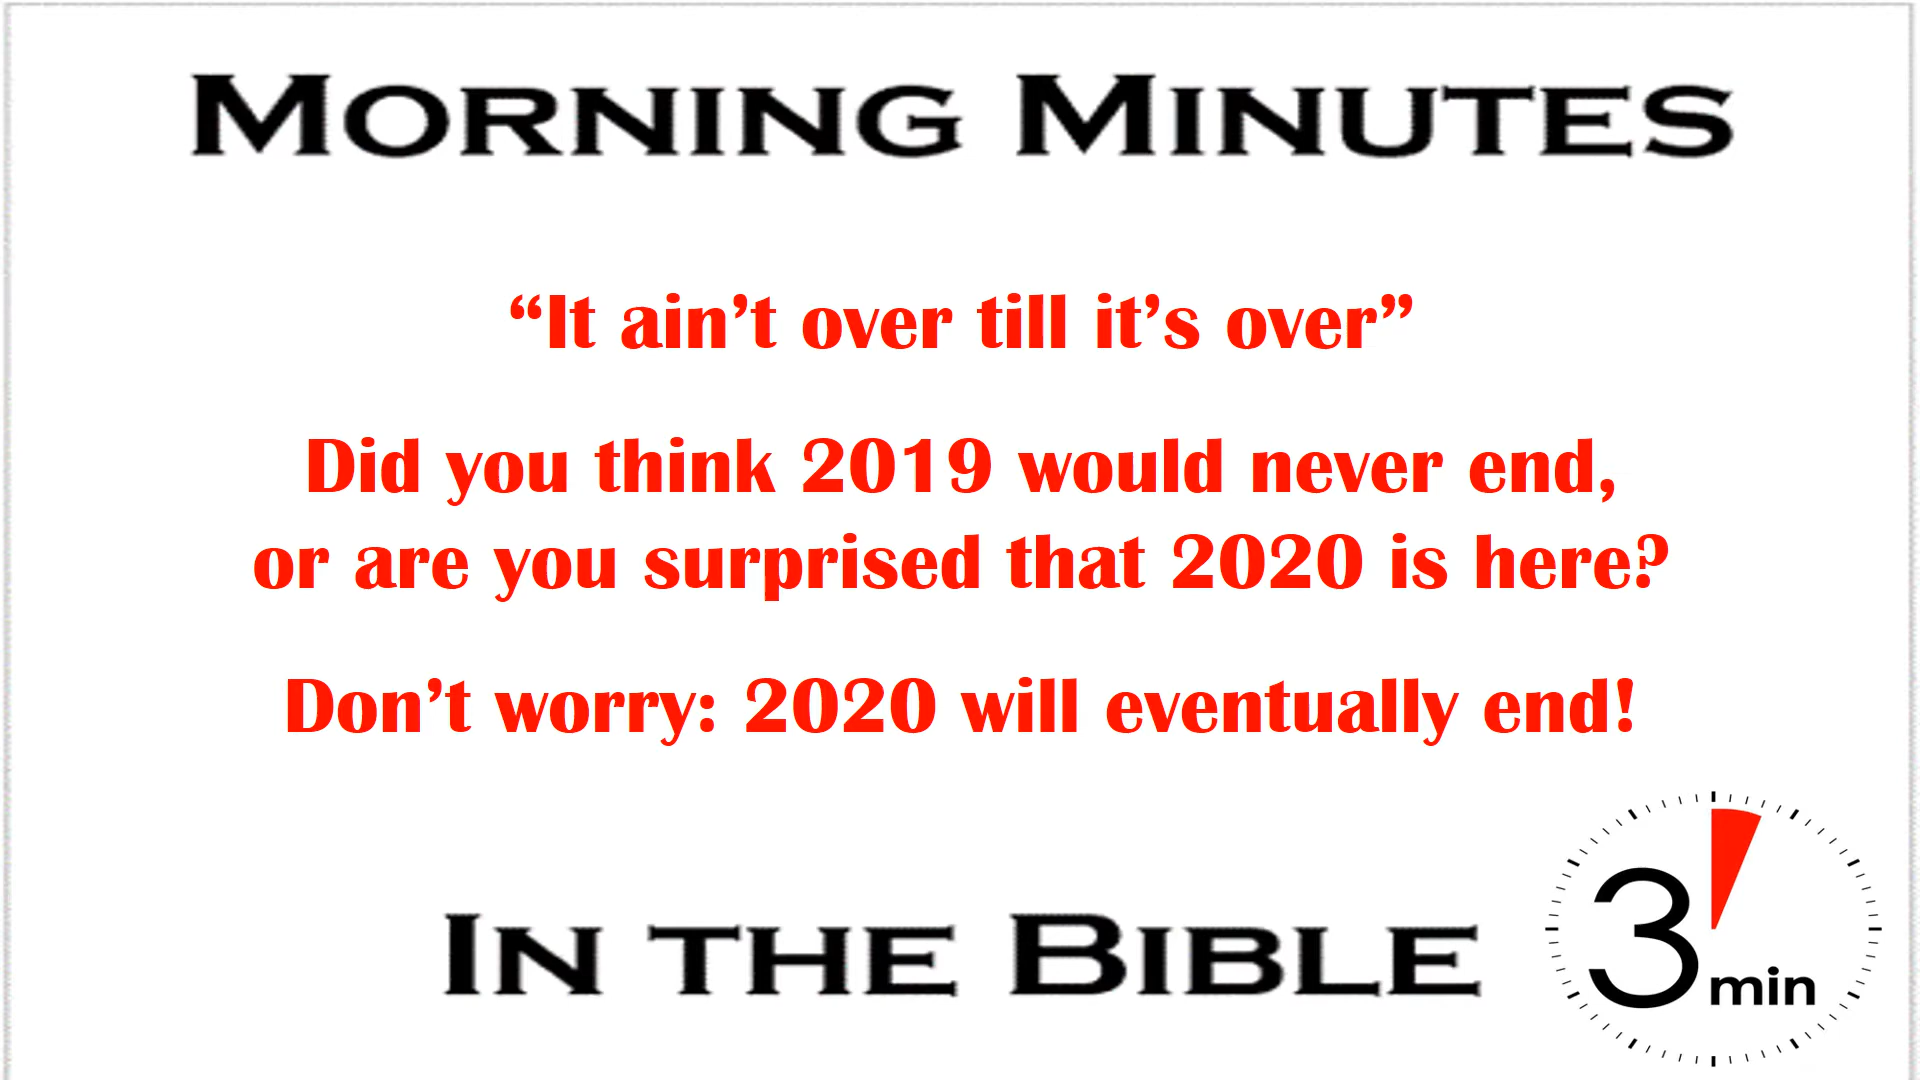 MORNING MINUTES
“It ain’t over till it’s over”
Did you think 2019 would never end,
or are you surprised that 2020 is here?
Don’t worry: 2020 will eventually end!
IN THE BIBLE
3 min